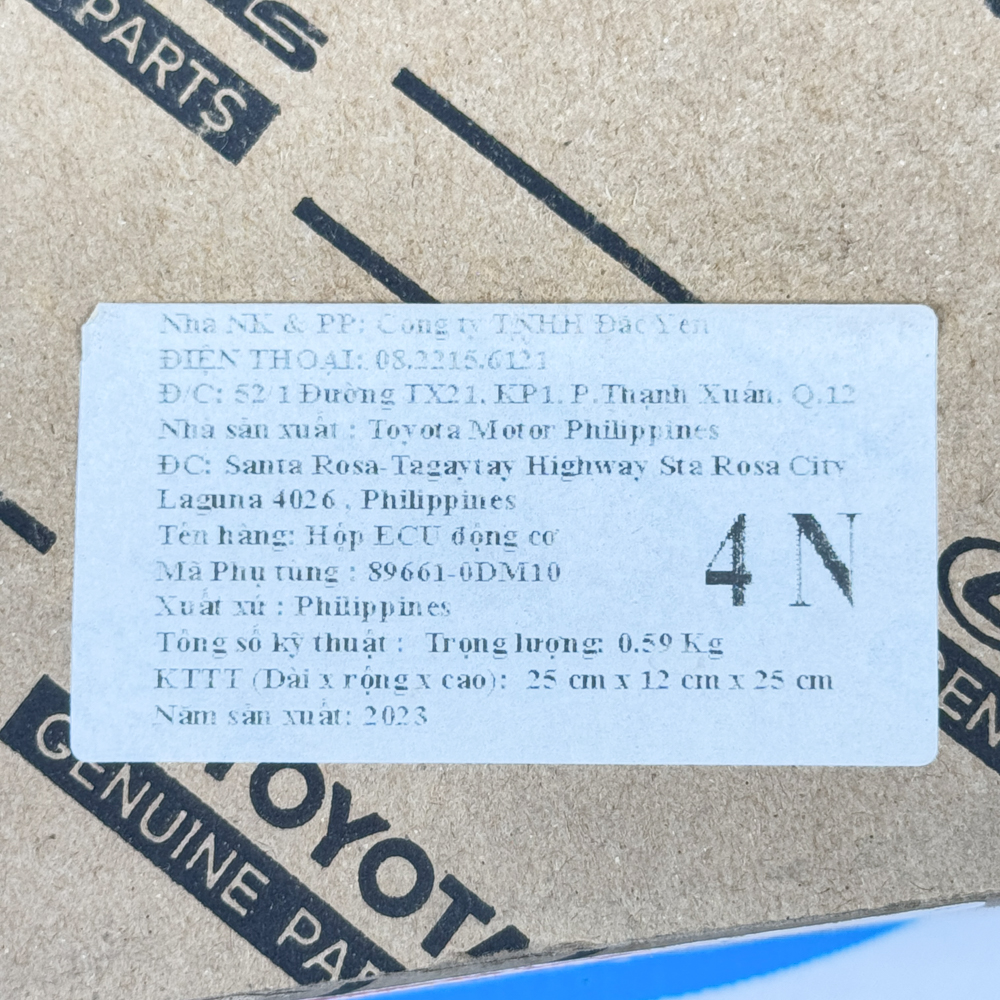 PARTS
Nhà NK & PP: Công ty TNHH Đắc Yến
ĐIỆN THOẠI: 08.2215.6121
Đ/C: 52/1 Đường TX21, KP1, P.Thạnh Xuân, Q.12
Nhà sản xuất : Toyota Motor Philippines
ĐC: Santa Rosa-Tagaytay Highway Sta Rosa City
Laguna 4026 , Philippines
Tên hàng: Hộp ECU động cơ
Mã Phụ tùng : 89661-0DM10
4 N
Xuất xứ : Philippines
Tổng số kỹ thuật : Trọng lượng: 0.59 Kg
KTTT (Dài x rộng x cao): 25 cm x 12 cm x 25 cm
Năm sản xuất: 2023
TOYOTA
GENUINE PA